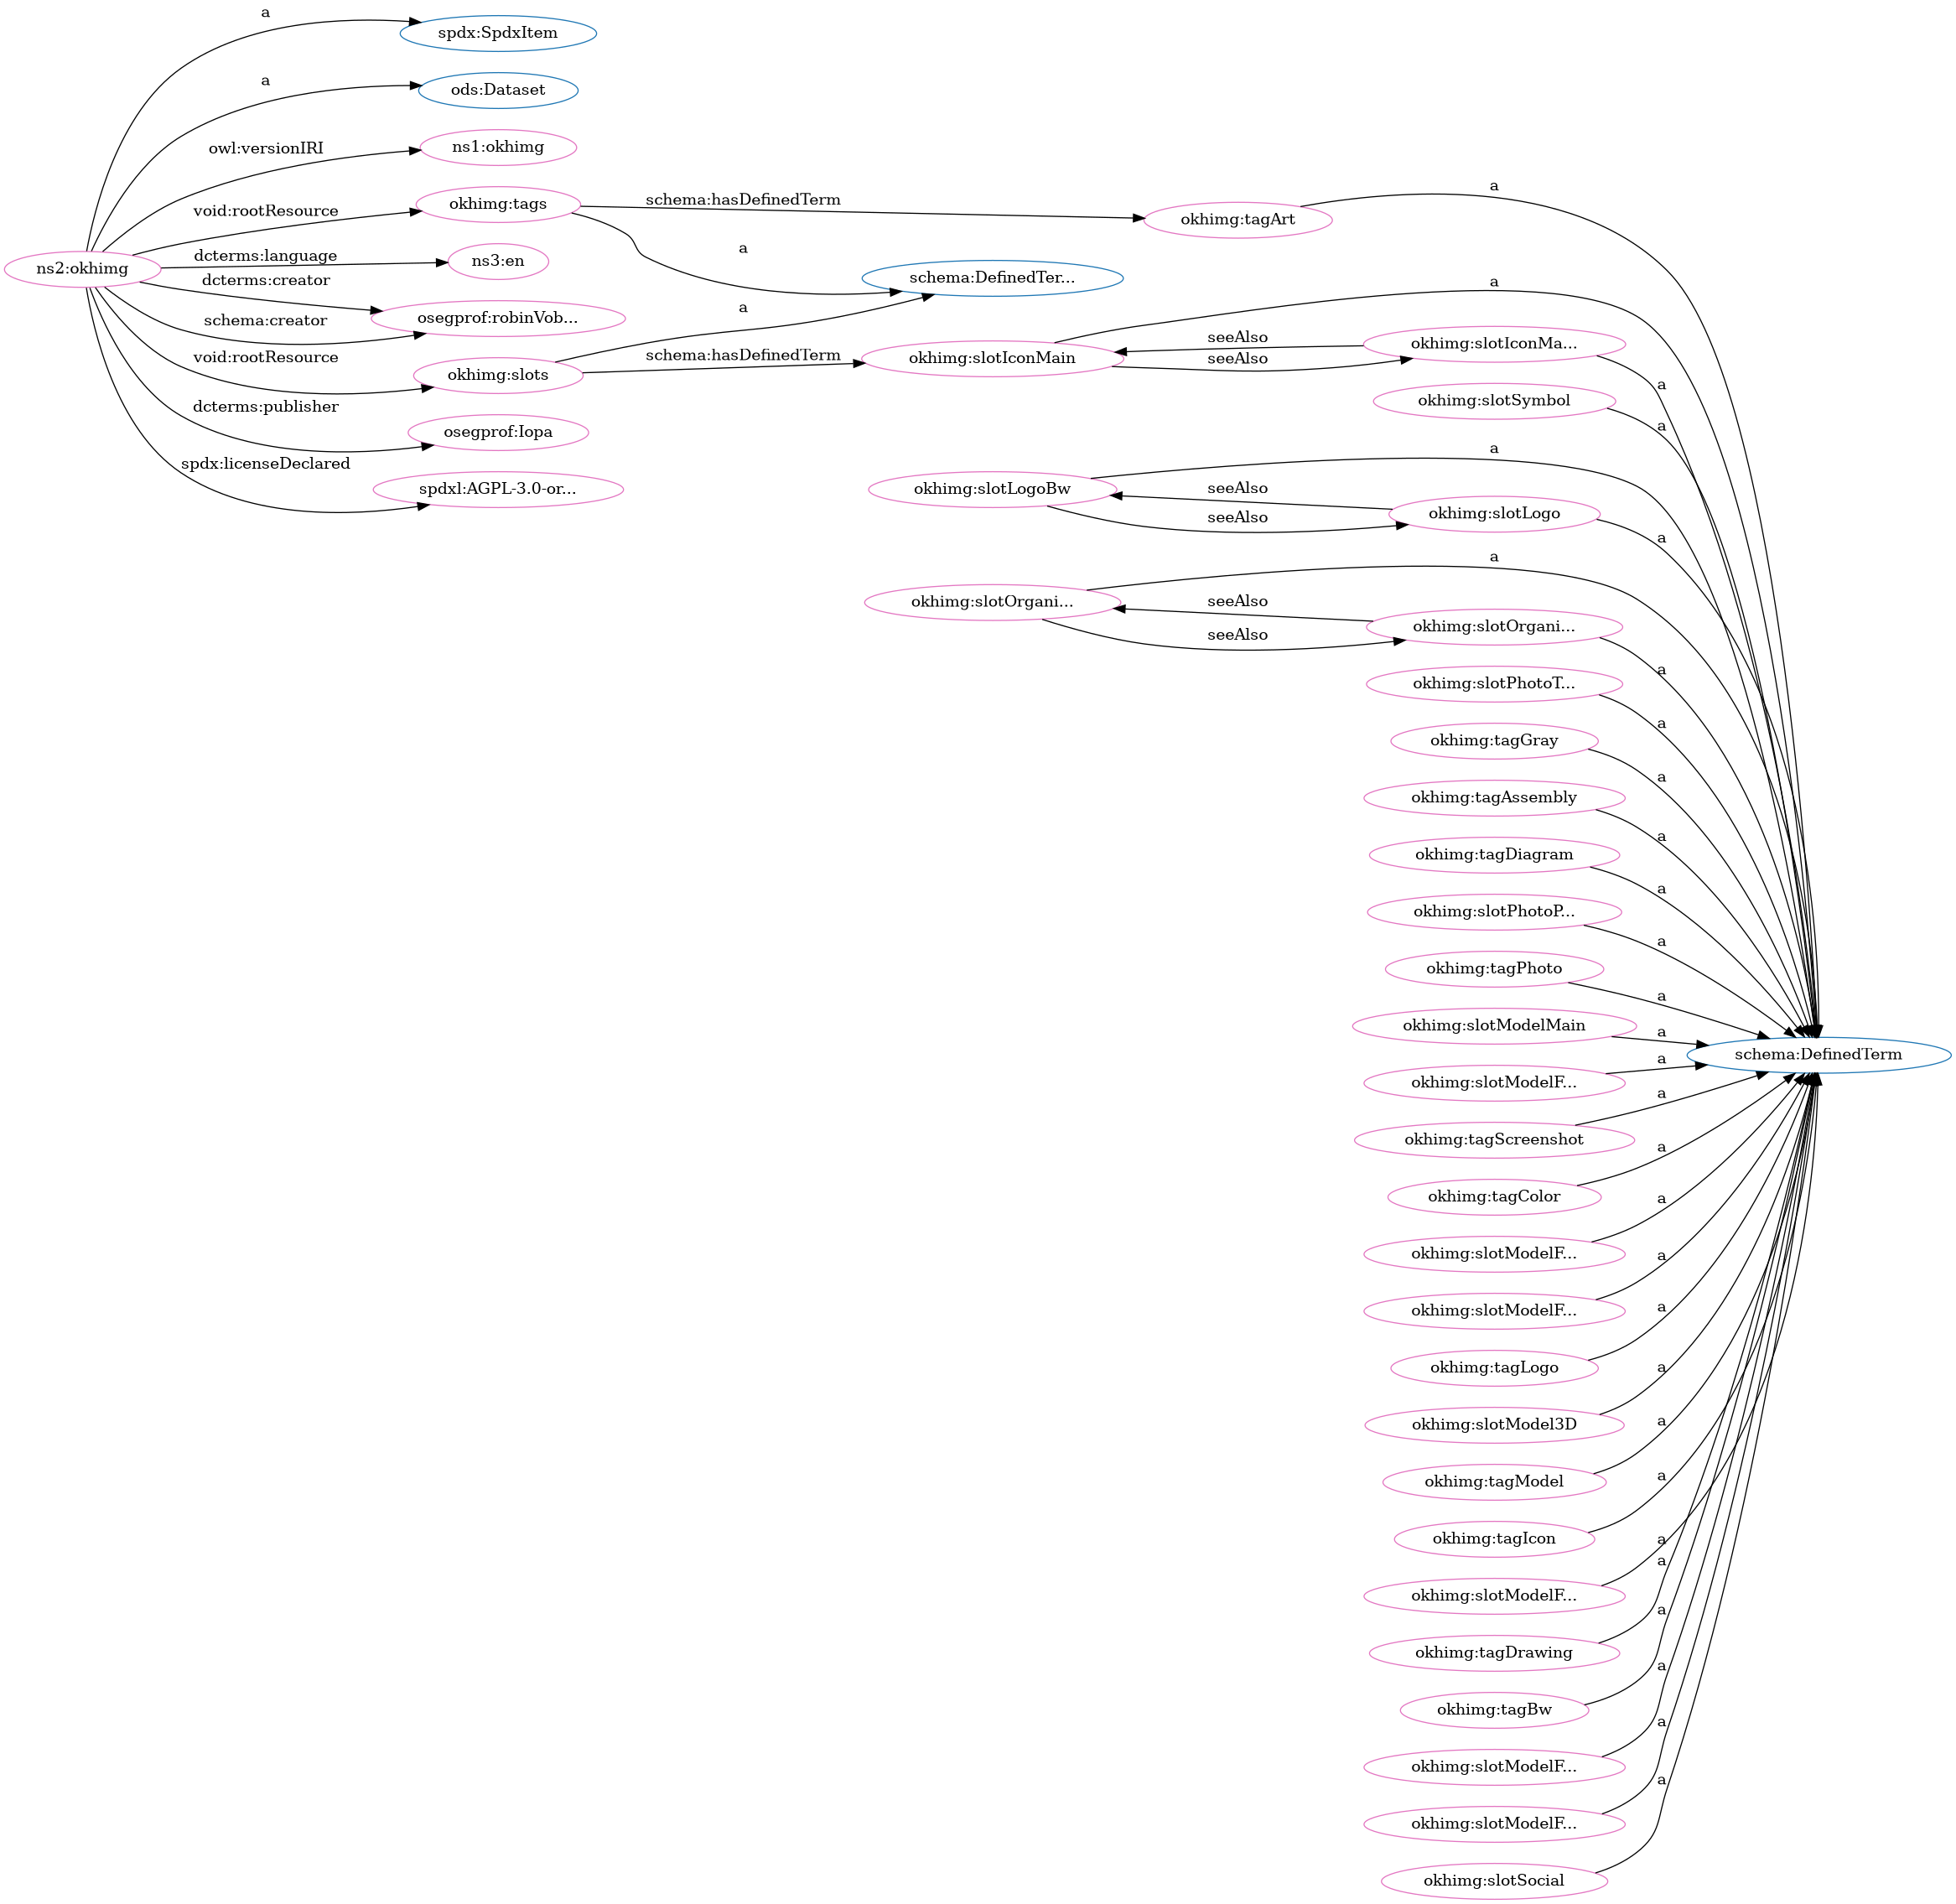 a
spdx:SpdxItem
a
ods:Dataset
owl:versionIRI
ns1:okhimg
void:rootResource
okhimg:tags
schema:hasDefinedTerm
okhimg:tagArt
a
ns2:okhimg
dcterms:language
ns3:en
a
schema:DefinedTer...
dcterms:creator
schema:creator
osegprof:robinVob...
a
void:rootResource
okhimg:slots
schema:hasDefinedTerm
okhimg:slotIconMain
a
seeAlso
seeAlso
okhimg:slotIconMa...
a
dcterms:publisher
osegprof:Iopa
okhimg:slotSymbol
a
spdx:licenseDeclared
spdxl:AGPL-3.0-or...
okhimg:slotLogoBw
a
seeAlso
seeAlso
okhimg:slotLogo
a
okhimg:slotOrgani...
a
seeAlso
seeAlso
okhimg:slotOrgani...
a
okhimg:slotPhotoT...
a
okhimg:tagGray
a
okhimg:tagAssembly
a
okhimg:tagDiagram
a
okhimg:slotPhotoP...
a
okhimg:tagPhoto
a
okhimg:slotModelMain
a
schema:DefinedTerm
okhimg:slotModelF...
a
okhimg:tagScreenshot
a
okhimg:tagColor
a
okhimg:slotModelF...
a
okhimg:slotModelF...
a
okhimg:tagLogo
a
okhimg:slotModel3D
a
okhimg:tagModel
a
okhimg:tagIcon
a
okhimg:slotModelF...
a
okhimg:tagDrawing
a
okhimg:tagBw
a
okhimg:slotModelF...
a
okhimg:slotModelF...
a
okhimg:slotSocial
a